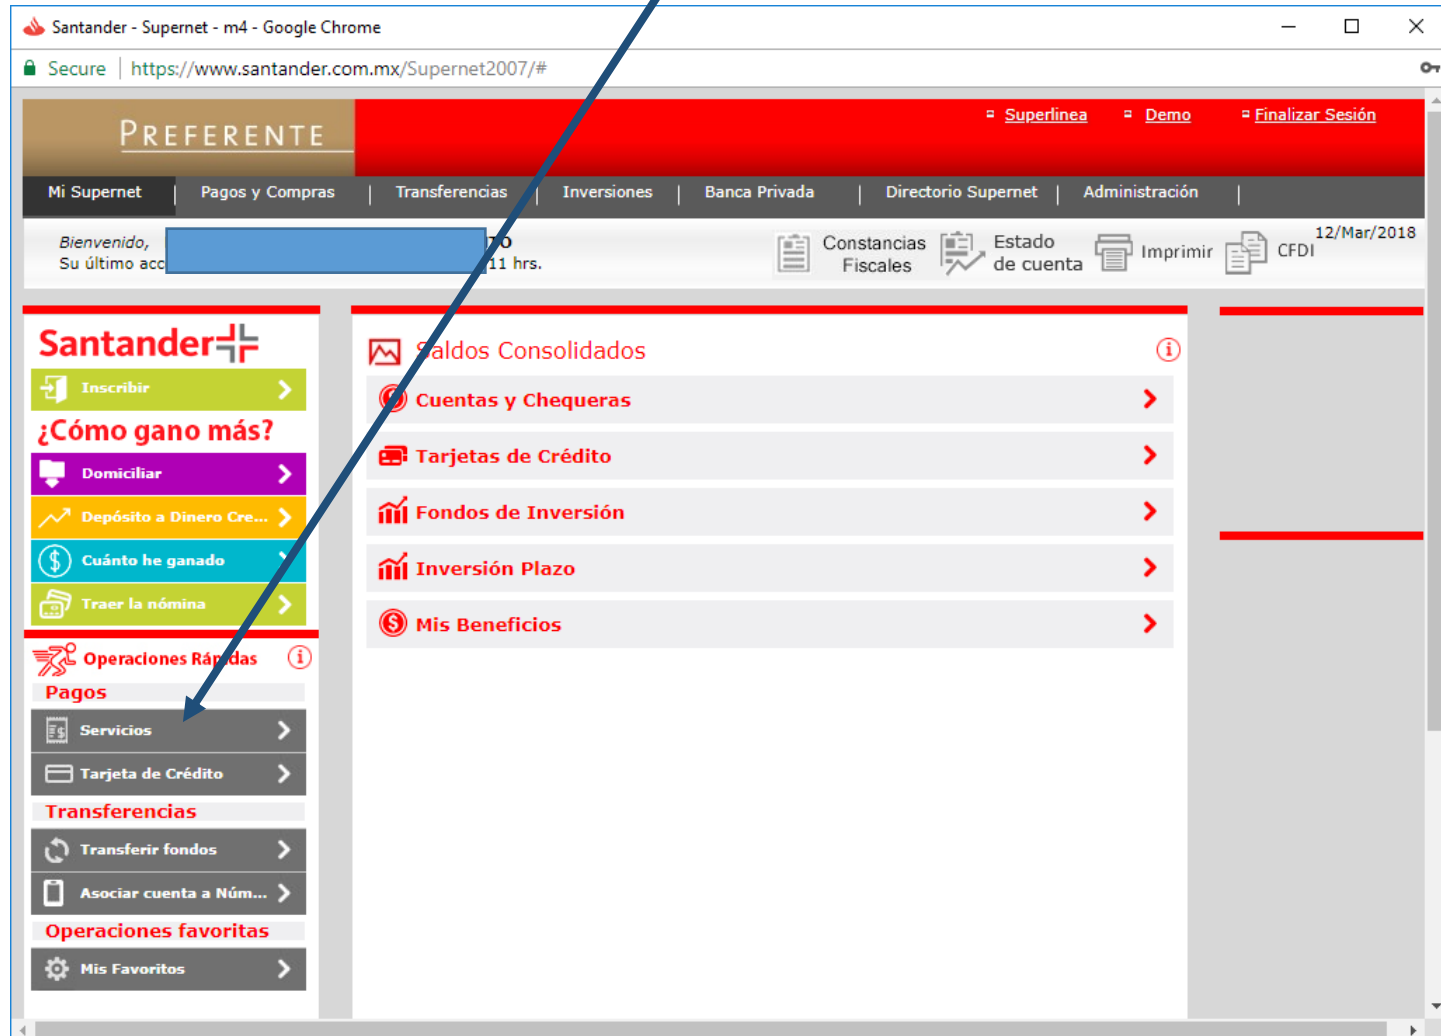 Santander - Supernet - m4 - Google Chrome
Secure | https://www.santander.com.mx/Supernet2007/#
PREFERENTE
Superlinea Demo Finalizar Sesión
Mi Supernet | Pagos y Compras | Transferencias | Inversiones | Banca Privada | Directorio Supernet | Administración |
Bienvenido,
Su último acc 11 hrs.
Constancias Fiscales
Estado de cuenta
Imprimir
CFDI
12/Mar/2018
Santander
Inscribir
¿Cómo gano más?
Domiciliar
Depósito a Dinero Cre...
Cuánto he ganado
Traer la nómina
Operaciones Rápidas
Pagos
Servicios
Tarjeta de Crédito
Transferencias
Transferir fondos
Asociar cuenta a Núm...
Operaciones favoritas
Mis Favoritos
Saldos Consolidados
Cuentas y Chequeras
Tarjetas de Crédito
Fondos de Inversión
Inversión Plazo
Mis Beneficios